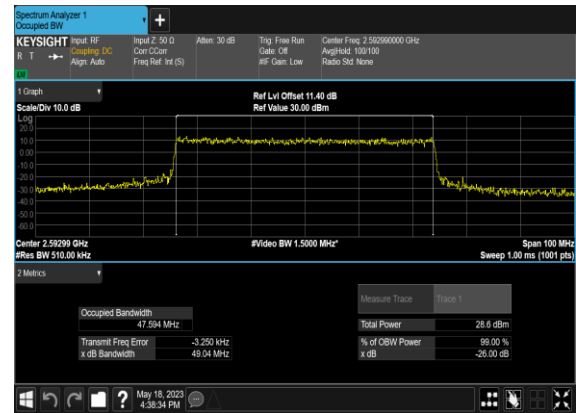 Spectrum Analyzer 1
Occupied BW
+
KEYSIGHT
R T
LV
Input: RF
Coupling: DC
Align: Auto
Input Z: 50 Ω
Corr CCorr
Freq Ref: Int (S)
Atten: 30 dB
Trig: Free Run
Gate: Off
#IF Gain: Low
Center Freq: 2.592990000 GHz
Avg|Hold: 100/100
Radio Std: None
1 Graph
Scale/Div 10.0 dB
Ref Lvl Offset 11.40 dB
Ref Value 30.00 dBm
Log
20.0
10.0
0.00
-10.0
-20.0
-30.0
-40.0
-50.0
-60.0
Center 2.59299 GHz
#Res BW 510.00 kHz
#Video BW 1.5000 MHz*
Span 100 MHz
Sweep 1.00 ms (1001 pts)
2 Metrics
Measure Trace Trace 1
Occupied Bandwidth
47.594 MHz
Total Power 28.6 dBm
Transmit Freq Error -3.250 kHz
x dB Bandwidth 49.04 MHz
% of OBW Power 99.00 %
x dB -26.00 dB
?
May 18, 2023
4:38:34 PM